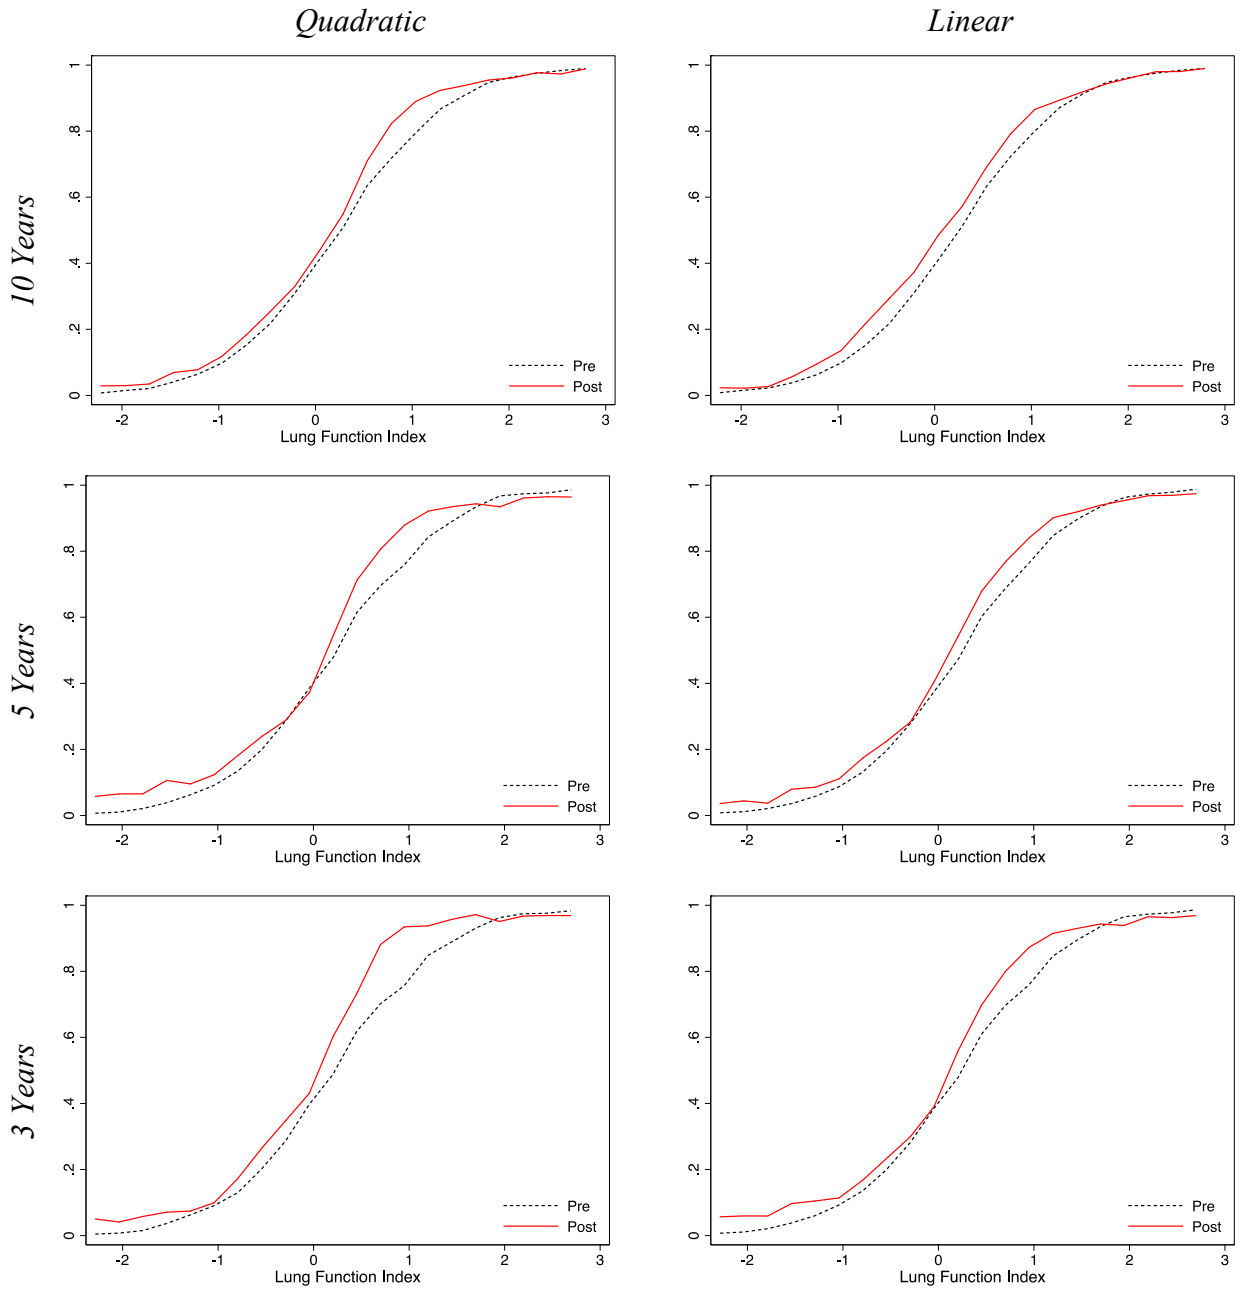 Quadratic
Linear
10 Years
1
.8
.6
.4
.2
0
Pre
Post
-2 -1 0 1 2 3
Lung Function Index
1
.8
.6
.4
.2
0
Pre
Post
-2 -1 0 1 2 3
Lung Function Index
5 Years
1
.8
.6
.4
.2
0
Pre
Post
-2 -1 0 1 2 3
Lung Function Index
1
.8
.6
.4
.2
0
Pre
Post
-2 -1 0 1 2 3
Lung Function Index
3 Years
1
.8
.6
.4
.2
0
Pre
Post
-2 -1 0 1 2 3
Lung Function Index
1
.8
.6
.4
.2
0
Pre
Post
-2 -1 0 1 2 3
Lung Function Index